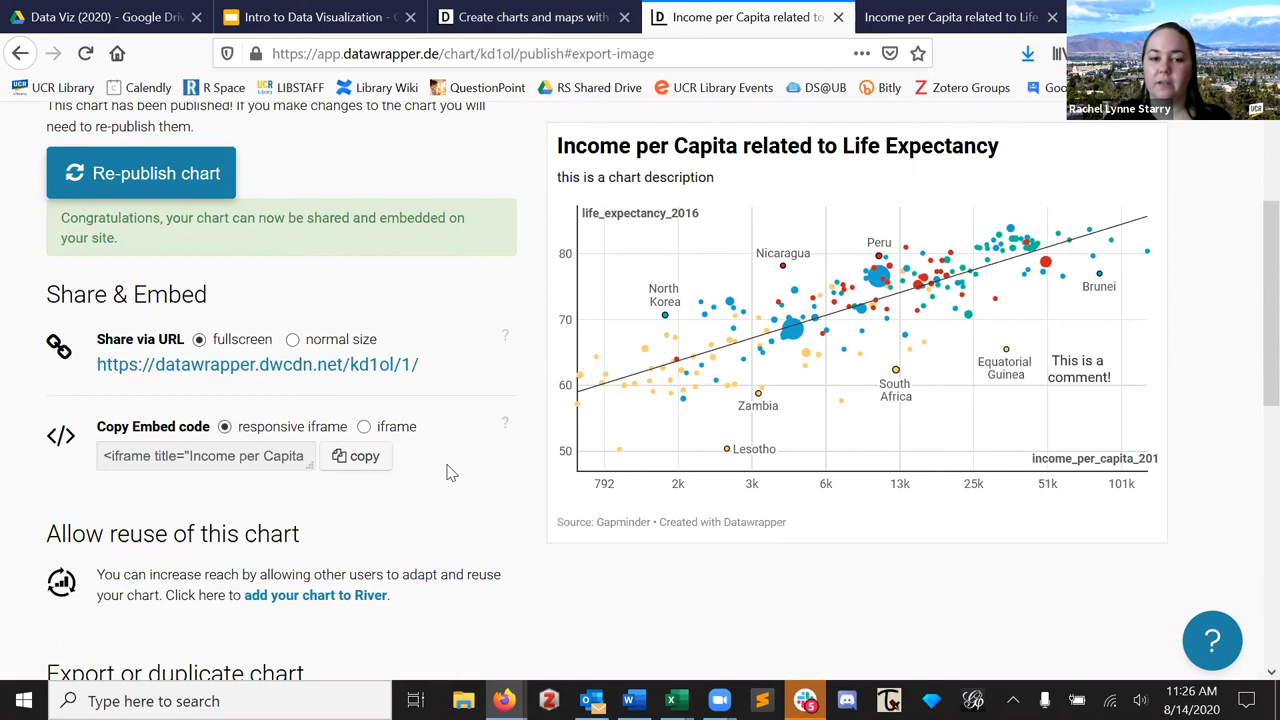 Data Viz (2020) - Google Driv
Intro to Data Visualization -
Create charts and maps with
Income per Capita related to
Income per Capita related to Life
https://app.datawrapper.de/chart/kd1ol/publish#export-image
UCR Library
Calendly
R Space
LIBSTAFF
Library Wiki
QuestionPoint
RS Shared Drive
UCR Library Events
DS@UB
Bitly
Zotero Groups
Goo
Rachel Lynne Starry
UCR
This chart has been published! If you make changes to the chart you will
need to re-publish them.
Re-publish chart
Congratulations, your chart can now be shared and embedded on
your site.
Share & Embed
Share via URL fullscreen normal size ?
https://datawrapper.dwcdn.net/kd1ol/1/
Copy Embed code responsive iframe iframe ?
</>
<iframe title="Income per Capita
copy
Allow reuse of this chart
You can increase reach by allowing other users to adapt and reuse
your chart. Click here to add your chart to River.
Export or duplicate chart
Income per Capita related to Life Expectancy
this is a chart description
life_expectancy_2016
80
70
60
50
Nicaragua
Peru
North
Korea
Brunei
Equatorial
Guinea
This is a
comment!
South
Africa
Zambia
Lesotho
income_per_capita_201
792 2k 3k 6k 13k 25k 51k 101k
Source: Gapminder • Created with Datawrapper
?
Type here to search
5
11:26 AM
8/14/2020